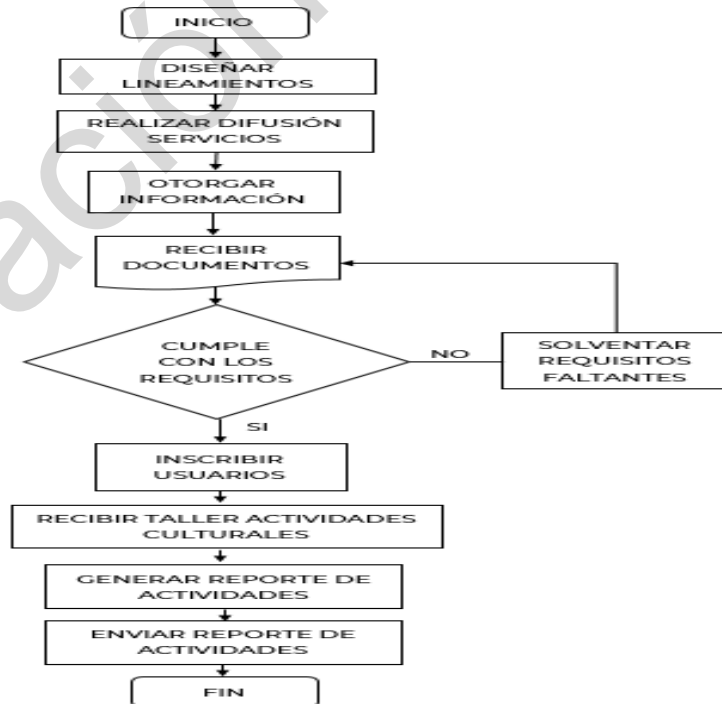 INICIO
DISEÑAR
LINEAMIENTOS
REALIZAR DIFUSIÓN
SERVICIOS
OTORGAR
INFORMACIÓN
RECIBIR
DOCUMENTOS
CUMPLE
CON LOS
REQUISITOS
NO
SOLVENTAR
REQUISITOS
FALTANTES
SI
INSCRIBIR
USUARIOS
RECIBIR TALLER ACTIVIDADES
CULTURALES
GENERAR REPORTE DE
ACTIVIDADES
ENVIAR REPORTE DE
ACTIVIDADES
FIN